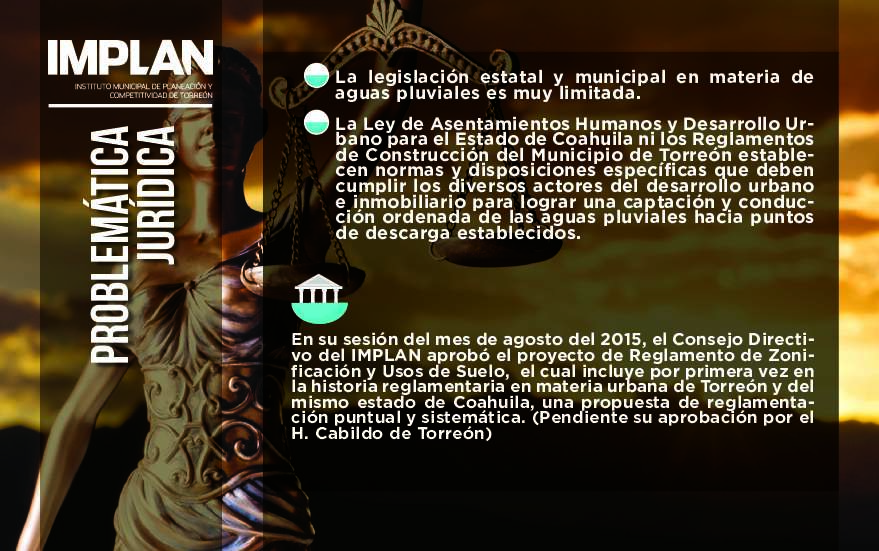 IMPLAN
INSTITUTO MUNICIPAL DE PLANEACIÓN Y
COMPETITIVIDAD DE TORREÓN
PROBLEMÁTICA
JURÍDICA
La legislación estatal y municipal en materia de
aguas pluviales es muy limitada.
La Ley de Asentamientos Humanos y Desarrollo Ur-
bano para el Estado de Coahuila ni los Reglamentos
de Construcción del Municipio de Torreón estable-
cen normas y disposiciones específicas que deben
cumplir los diversos actores del desarrollo urbano
e inmobiliario para lograr una captación y conduc-
ción ordenada de las aguas pluviales hacia puntos
de descarga establecidos.
En su sesión del mes de agosto del 2015, el Consejo Directi-
vo del IMPLAN aprobó el proyecto de Reglamento de Zoni-
ficación y Usos de Suelo, el cual incluye por primera vez en
la historia reglamentaria en materia urbana de Torreón y del
mismo estado de Coahuila, una propuesta de reglamenta-
ción puntual y sistemática. (Pendiente su aprobación por el
H. Cabildo de Torreón)